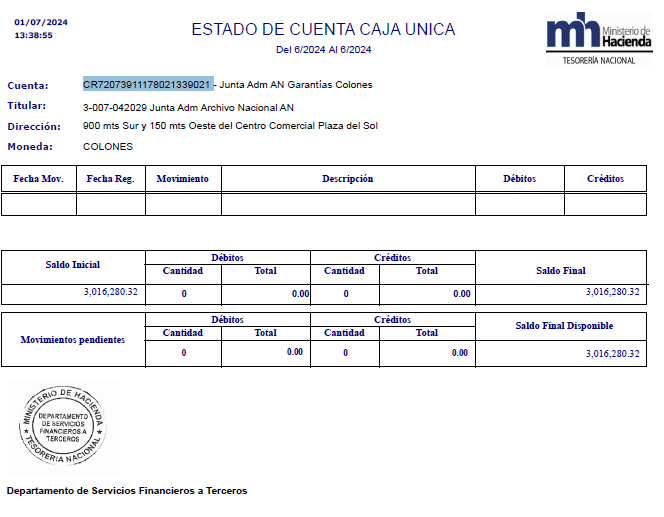 01/07/2024
13:38:55
ESTADO DE CUENTA CAJA UNICA
Del 6/2024 Al 6/2024
mh Ministerio de Hacienda
TESORERÍA NACIONAL
Cuenta: CR72073911178021339021 - Junta Adm AN Garantías Colones
Titular: 3-007-042029 Junta Adm Archivo Nacional AN
Dirección: 900 mts Sur y 150 mts Oeste del Centro Comercial Plaza del Sol
Moneda: COLONES
Fecha Mov. Fecha Reg. Movimiento Descripción Débitos Créditos
Saldo Inicial Débitos Créditos Saldo Final
Cantidad Total Cantidad Total
3,016,280.32 0 0.00 0 0.00 3,016,280.32
Movimientos pendientes Débitos Créditos Saldo Final Disponible
Cantidad Total Cantidad Total
0 0.00 0 0.00 3,016,280.32
MINISTERIO DE HACIENDA
DEPARTAMENTO
DE SERVICIOS
FINANCIEROS A
TERCEROS
TESORERIA NACIONAL
Departamento de Servicios Financieros a Terceros